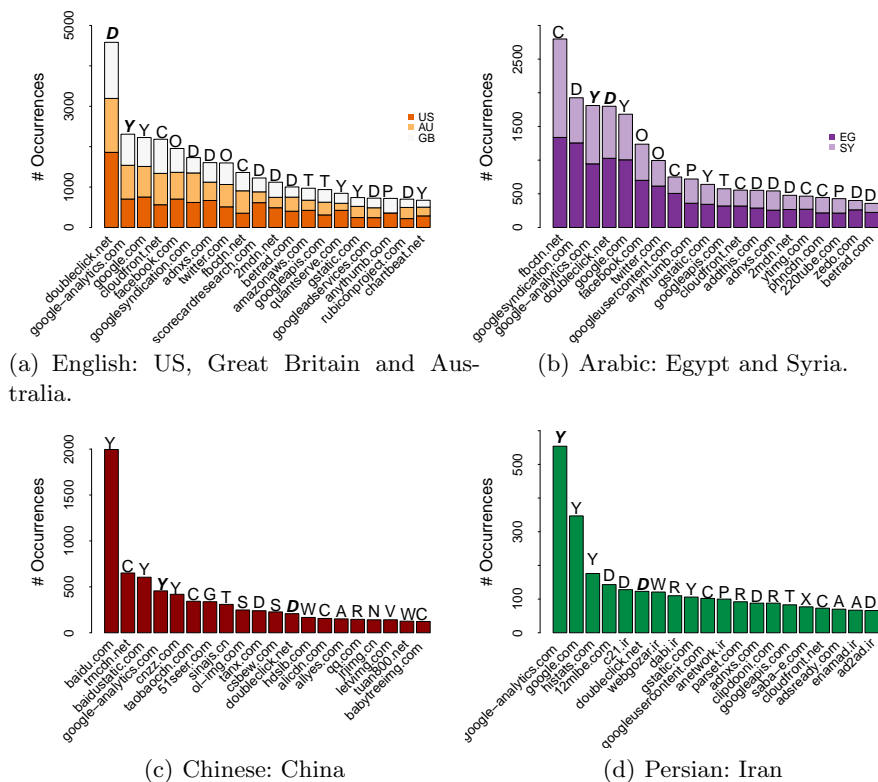 # Occurrences
5000
3000
1000
0
D Y Y C O D D O C D D D T T Y Y D P D Y
US
AU
GB
doubleclick.net
google-analytics.com
google.com
cloudfront.net
facebook.com
googlesyndication.com
adnxs.com
twitter.com
fbcdn.net
scorecardresearch.com
2mdn.net
betrad.com
amazonaws.com
googleapis.com
quantserve.com
gstatic.com
googleadservices.com
anythumb.com
rubiconproject.com
chartbeat.net
(a) English: US, Great Britain and Aus-
tralia.
# Occurrences
2500
1500
500
0
C D Y D Y O O C P Y T C D D D C C R D D
EG
SY
fbcdn.net
googlesyndication.com
google-analytics.com
doubleclick.net
google.com
facebook.com
twitter.com
googleusercontent.com
anythumb.com
gstatic.com
googleapis.com
cloudfront.net
addthis.com
adnxs.com
2mdn.net
ytimg.com
phncdn.com
220tube.com
zedo.com
betrad.com
(b) Arabic: Egypt and Syria.
# Occurrences
2000
1500
1000
500
0
Y C Y Y Y C G T S D S D W C A R N V W C
baidu.com
tmcdn.net
baidustatic.com
google-analytics.com
cnzz.com
taobaocdn.com
51seer.com
sinajs.cn
ol-img.com
tanx.com
csbew.com
doubleclick.net
hdslb.com
alicdn.com
allyes.com
qq.com
jrjimg.cn
letvimg.com
tuan800.net
babytreeimg.com
(c) Chinese: China
# Occurrences
500
300
100
0
Y Y Y D D D W R Y C P R D R T X C A A D
google-analytics.com
google.com
histats.com
12mlbe.com
c21.ir
doubleclick.net
webgozar.ir
dabi.ir
gstatic.com
googleusercontent.com
anetwork.ir
parset.com
adnxs.com
clipdooni.com
googleapis.com
saba-e.com
cloudfront.net
adsready.com
enamad.ir
ad2ad.ir
(d) Persian: Iran